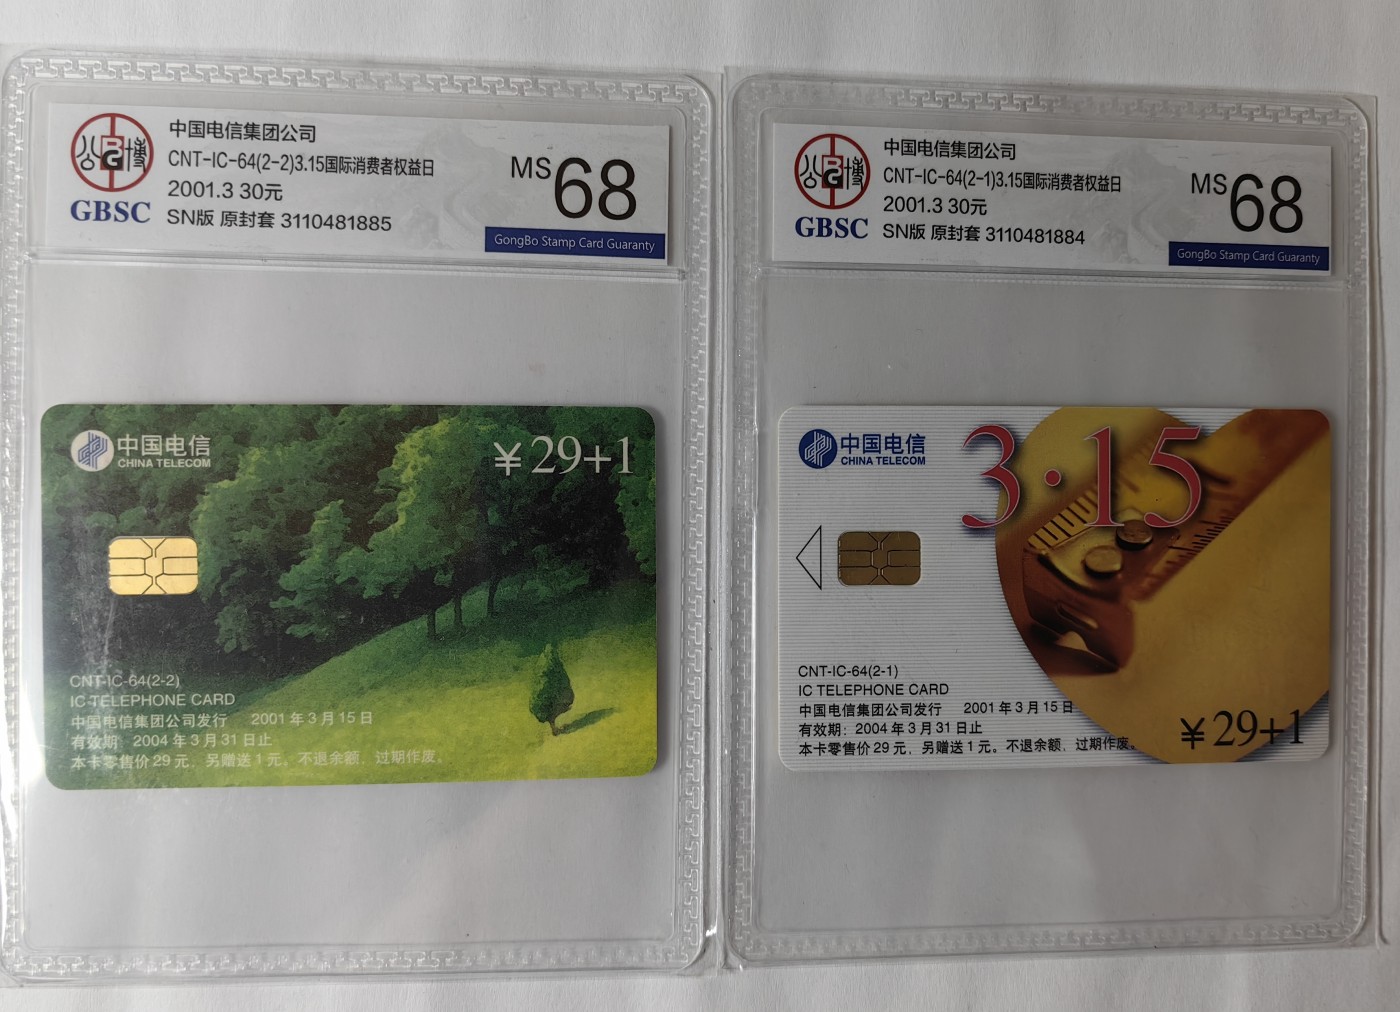 公博
BG
GBSC
中国电信集团公司
CNT-IC-64(2-2)3.15国际消费者权益日
2001.3 30元
SN版 原封套 3110481885
MS 68
GongBo Stamp Card Guaranty
中国电信
CHINA TELECOM
¥29+1
CNT-IC-64(2-2)
IC TELEPHONE CARD
中国电信集团公司发行 2001年3月15日
有效期：2004年3月31日止
本卡零售价29元，另赠送1元。不退余额，过期作废。
公博
BG
GBSC
中国电信集团公司
CNT-IC-64(2-1)3.15国际消费者权益日
2001.3 30元
SN版 原封套 3110481884
MS 68
GongBo Stamp Card Guaranty
中国电信
CHINA TELECOM
3·15
CNT-IC-64(2-1)
IC TELEPHONE CARD
中国电信集团公司发行 2001年3月15日
有效期：2004年3月31日止
本卡零售价29元，另赠送1元。不退余额，过期作废。
¥29+1